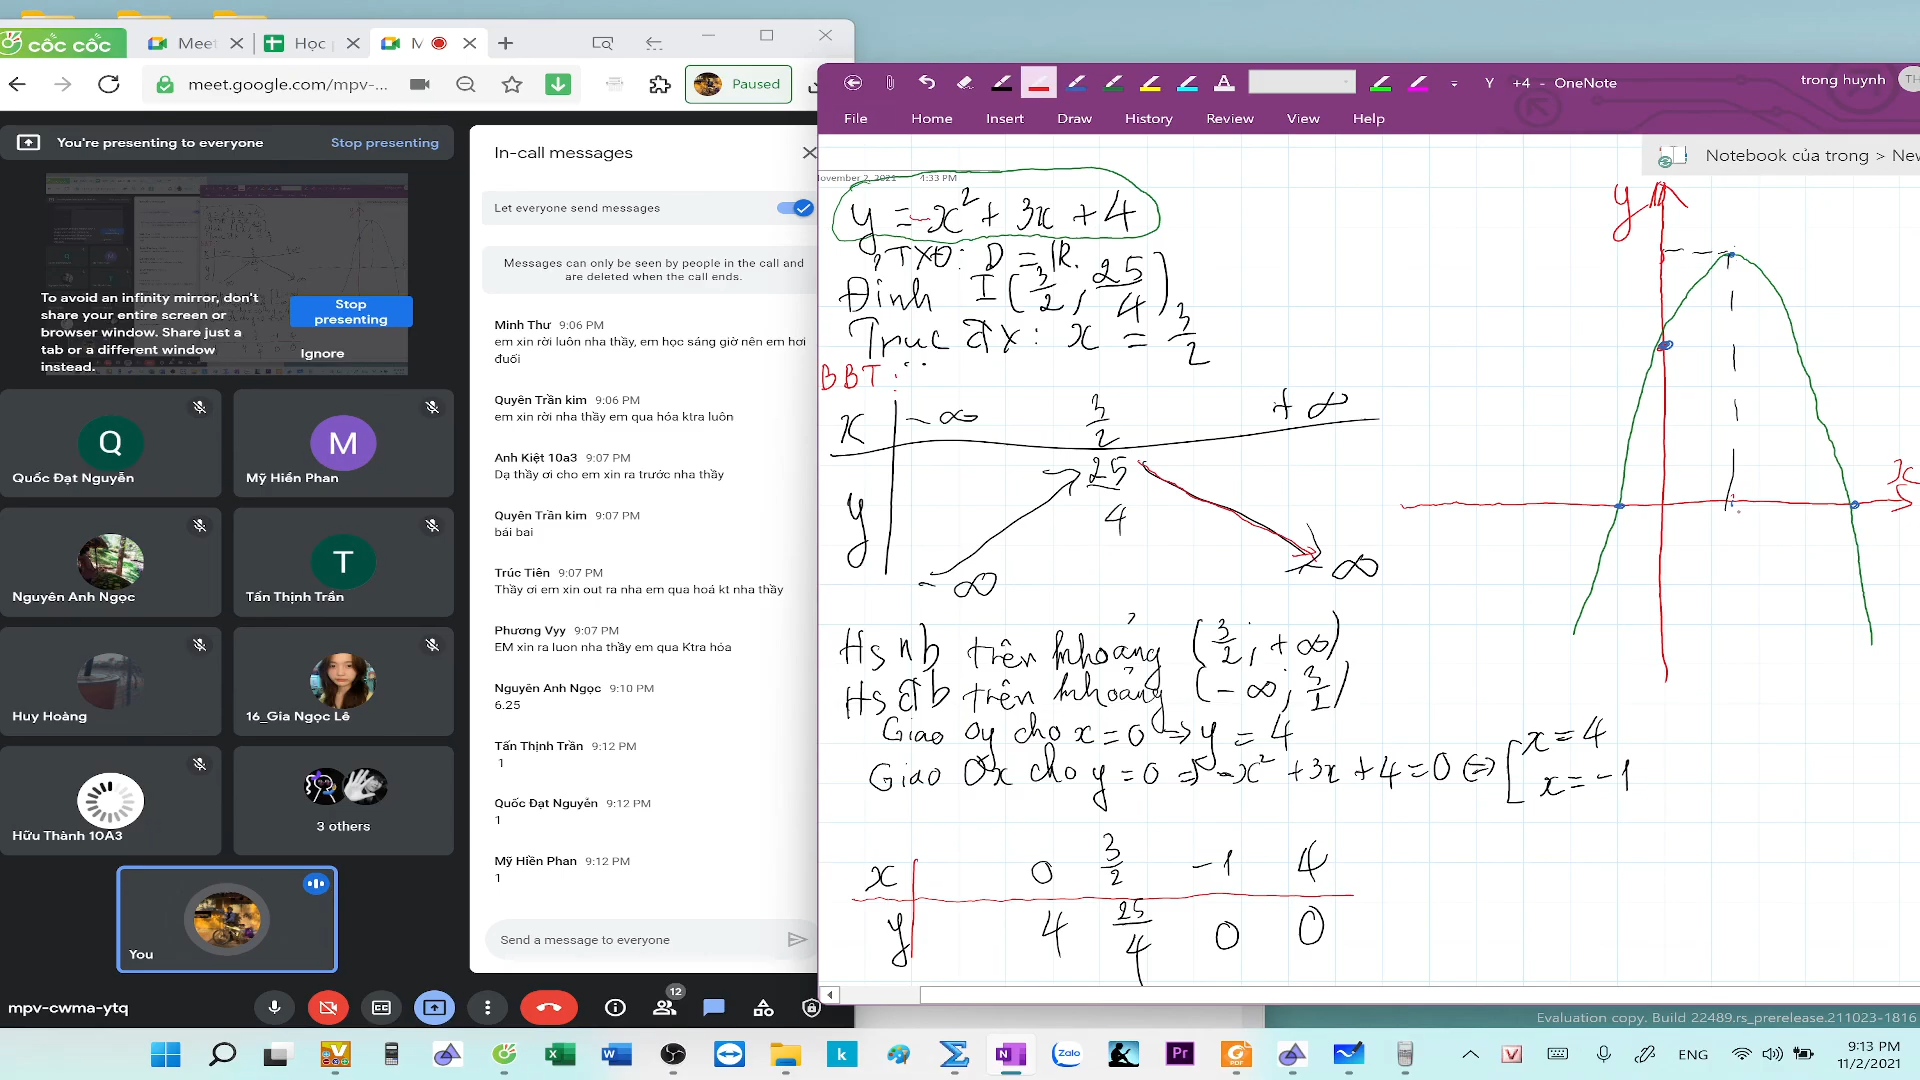 cốc cốc
Meet
Học
M
meet.google.com/mpv-...
Paused
You're presenting to everyone
Stop presenting
To avoid an infinity mirror, don't
share your entire screen or
browser window. Share just a
tab or a different window
instead.
Stop
presenting
Ignore
Q
Quốc Đạt Nguyễn
M
Mỹ Hiền Phan
Nguyên Anh Ngọc
T
Tấn Thịnh Trần
Huy Hoàng
16_Gia Ngọc Lê
Hữu Thành 10A3
3 others
You
In-call messages
Let everyone send messages
Messages can only be seen by people in the call and
are deleted when the call ends.
Minh Thư 9:06 PM
em xin rời luôn nha thầy, em học sáng giờ nên em hơi
đuối
Quyên Trần kim 9:06 PM
em xin rời nha thầy em qua hóa ktra luôn
Anh Kiệt 10a3 9:07 PM
Dạ thầy ơi cho em xin ra trước nha thầy
Quyên Trần kim 9:07 PM
bái bai
Trúc Tiên 9:07 PM
Thầy ơi em xin out ra nha em qua hoá kt nha thầy
Phương Vyy 9:07 PM
EM xin ra luon nha thầy em qua Ktra hóa
Nguyên Anh Ngọc 9:10 PM
6.25
Tấn Thịnh Trần 9:12 PM
1
Quốc Đạt Nguyễn 9:12 PM
1
Mỹ Hiền Phan 9:12 PM
1
Send a message to everyone
mpv-cwma-ytq
12
Y +4 - OneNote
trong huynh
TH
File Home Insert Draw History Review View Help
Notebook của trong > New
November 2, 2021 4:33 PM
y = -x² + 3x + 4
TXĐ: D = ℝ.
Đỉnh I(3/2, 25/4)
Trục đx: x = 3/2
BBT:
x -∞ 3/2 +∞
y -∞ 25/4 -∞
Hs nb trên khoảng (3/2; +∞)
Hs đb trên khoảng (-∞; 3/2)
Giao Oy cho x = 0 => y = 4
Giao Ox cho y = 0 => -x² + 3x + 4 = 0 <=> [ x = 4
x = -1
x 0 3/2 -1 4
y 4 25/4 0 0
y
x
Evaluation copy. Build 22489.rs_prerelease.211023-1816
ENG
9:13 PM
11/2/2021